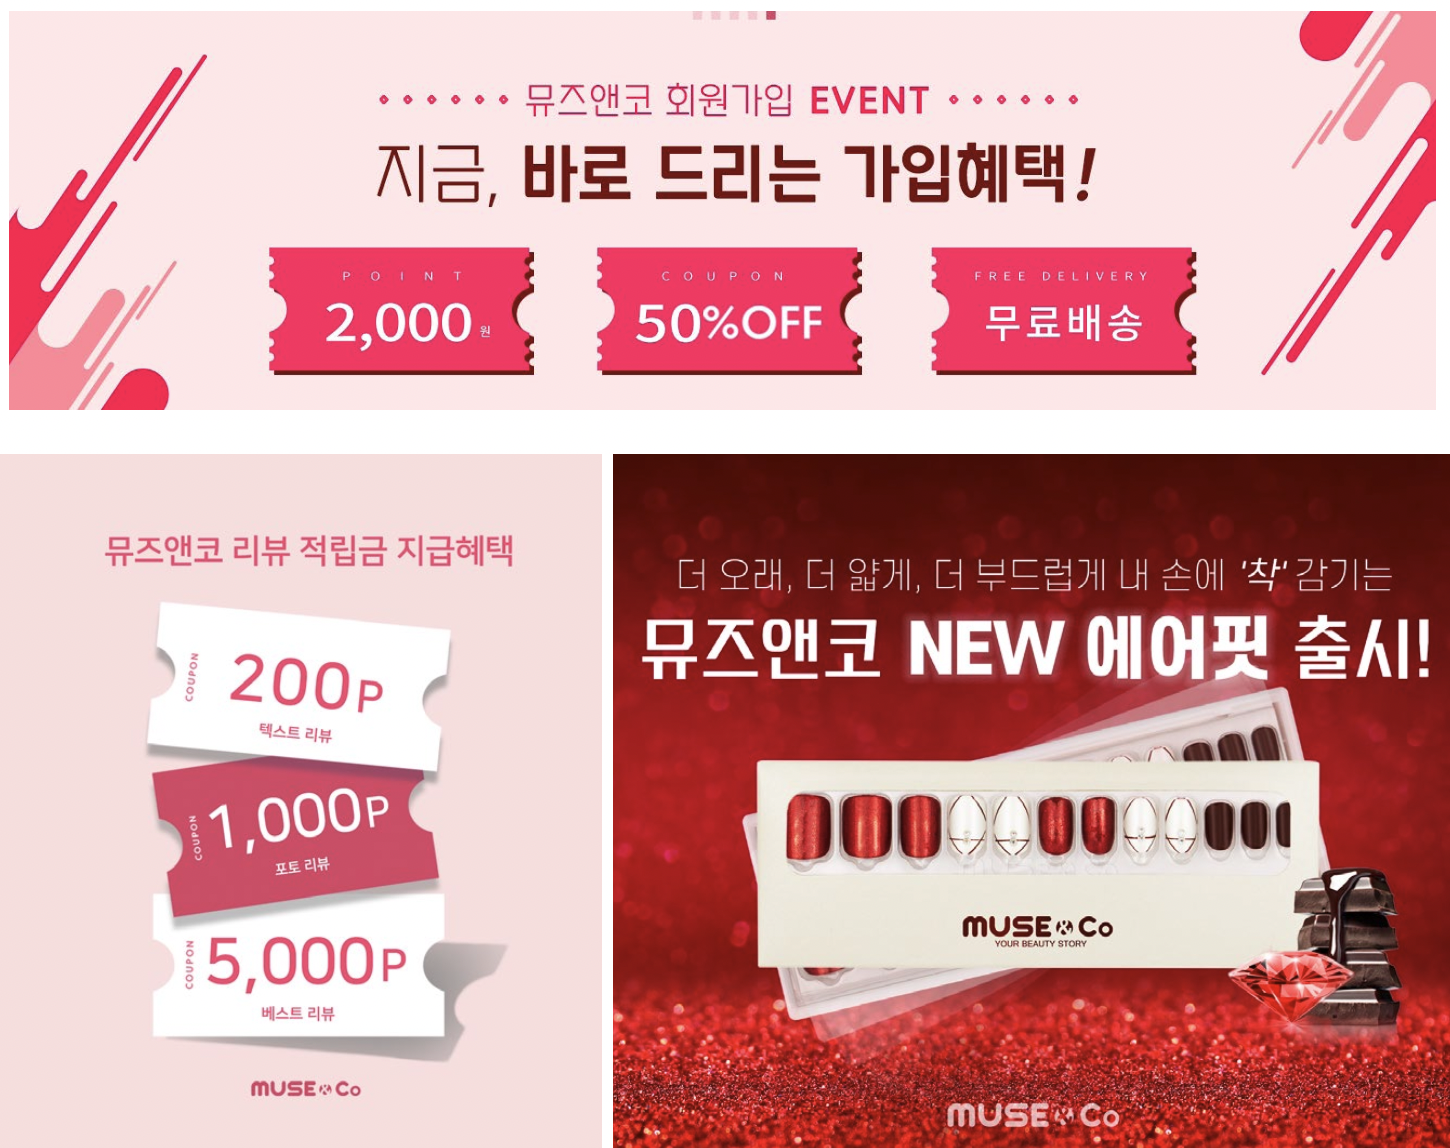 뮤즈앤코 회원가입 EVENT
지금, 바로 드리는 가입혜택!
POINT
2,000 원
COUPON
50%OFF
FREE DELIVERY
무료배송
뮤즈앤코 리뷰 적립금 지급혜택
COUPON
200P
텍스트 리뷰
COUPON
1,000P
포토 리뷰
COUPON
5,000P
베스트 리뷰
MUSE&Co
더 오래, 더 얇게, 더 부드럽게 내 손에 '착' 감기는
뮤즈앤코 NEW 에어핏 출시!
MUSE&Co
YOUR BEAUTY STORY
MUSE&Co